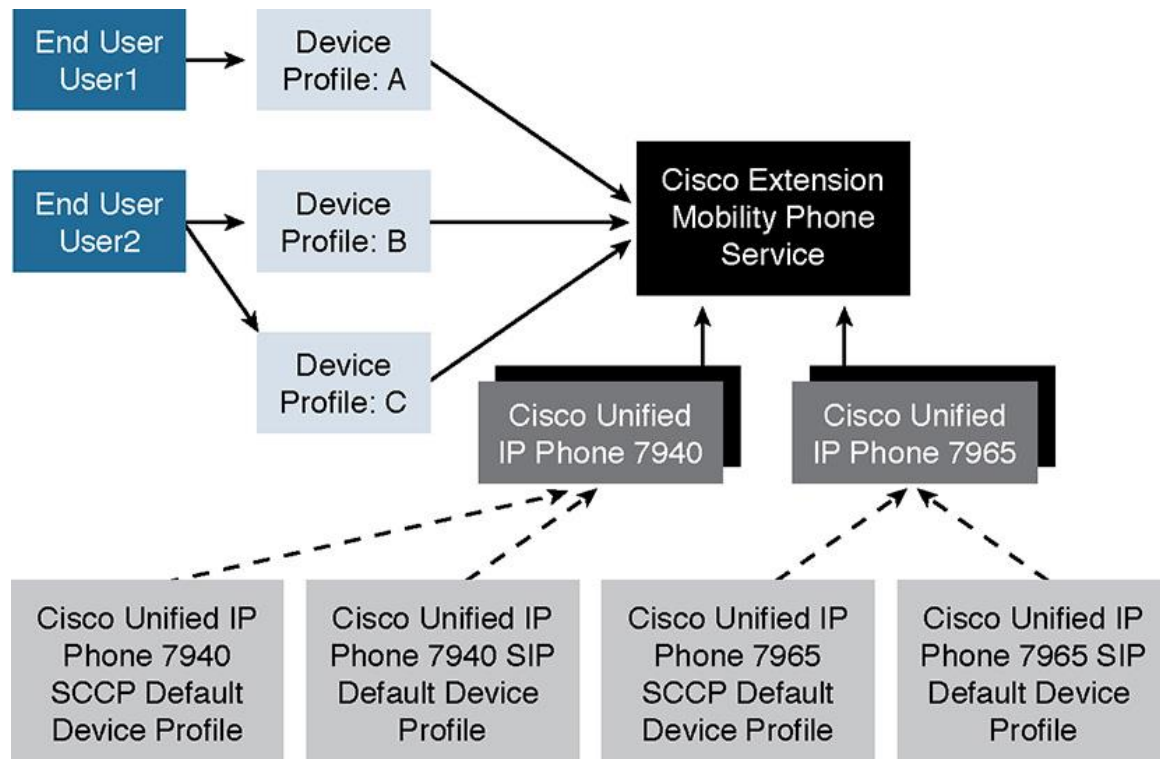 End User
User1
Device
Profile: A
End User
User2
Device
Profile: B
Device
Profile: C
Cisco Extension
Mobility Phone
Service
Cisco Unified
IP Phone 7940
Cisco Unified
IP Phone 7965
Cisco Unified IP
Phone 7940
SCCP Default
Device Profile
Cisco Unified IP
Phone 7940 SIP
Default Device
Profile
Cisco Unified IP
Phone 7965
SCCP Default
Device Profile
Cisco Unified IP
Phone 7965 SIP
Default Device
Profile